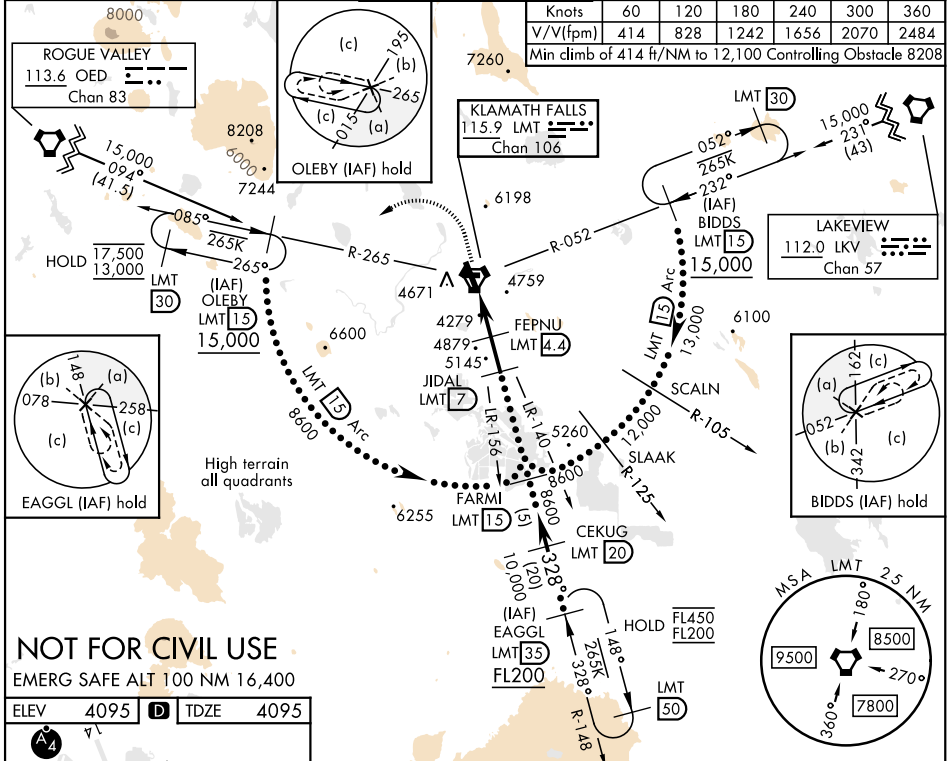 Knots 60 120 180 240 300 360
V/V(fpm) 414 828 1242 1656 2070 2484
Min climb of 414 ft/NM to 12,100 Controlling Obstacle 8208
8000
ROGUE VALLEY
113.6 OED
Chan 83
(c)
195
(b)
265
(c)
(a)
015
OLEBY (IAF) hold
7260
KLAMATH FALLS
115.9 LMT
Chan 106
LMT 30
15,000
231°
(43)
8208
6000
7244
15,000
094°
(41.5)
052°
265K
232°
(IAF)
BIDDS
LMT 15
15,000
LAKEVIEW
112.0 LKV
Chan 57
6198
085°
265K
265°
HOLD 17,500
13,000
LMT
30
R-265
R-052
(IAF)
OLEBY
LMT 15
15,000
4671
4759
4279
4879
5145
FEPNU
LMT 4.4
JIDAL
LMT 7
LMT 15 Arc
13,000
6100
6600
LMT 15 Arc
8600
LR-156
LR-140
SCALN
R-105
12,000
5260
SLAAK
R-125
148
(b)
(a)
078
258
(c)
(c)
EAGGL (IAF) hold
162
(c)
(a)
052
(b)
342
(c)
BIDDS (IAF) hold
High terrain
all quadrants
6255
FARMI
LMT 15
8600
8600
(5)
CEKUG
LMT 20
328°
10,000
(20)
(IAF)
EAGGL
LMT 35
FL200
HOLD FL450
FL200
148°
265K
328°
R-148
LMT
50
MSA LMT 25 NM
180°
8500
9500
270°
7800
360°
NOT FOR CIVIL USE
EMERG SAFE ALT 100 NM 16,400
ELEV 4095 D TDZE 4095
A4
14